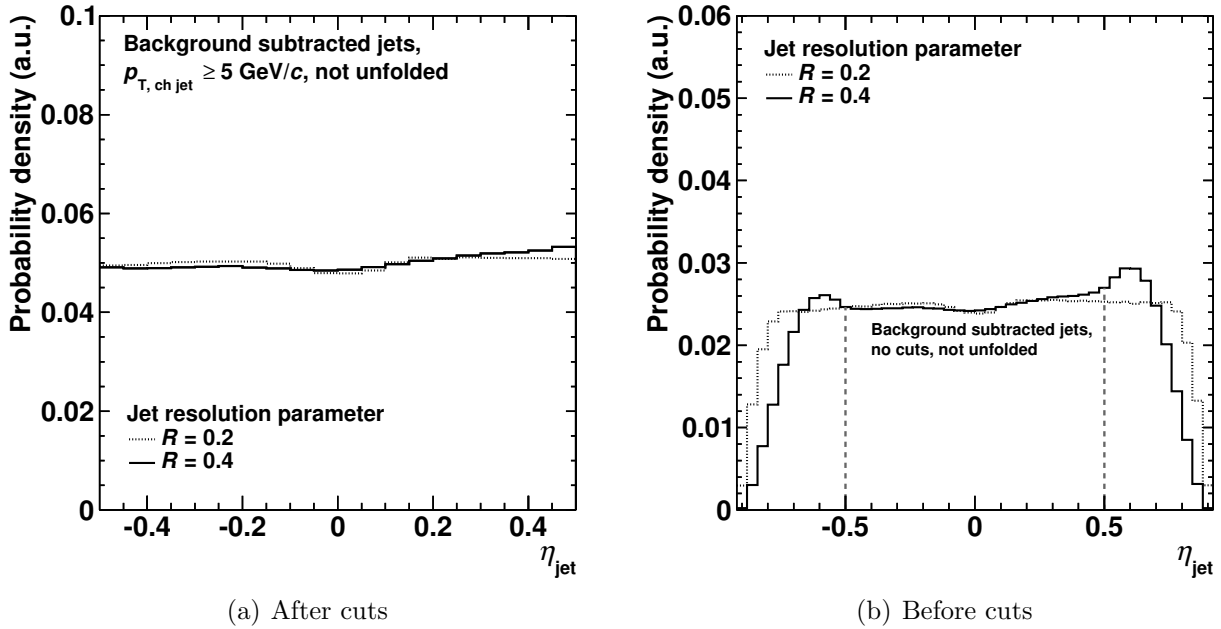 Probability density (a.u.)
0.1
0.08
0.06
0.04
0.02
0
Background subtracted jets,
p_T, ch jet ≥ 5 GeV/c, not unfolded
Jet resolution parameter
R = 0.2
R = 0.4
-0.4 -0.2 0 0.2 0.4
η_jet
(a) After cuts
Probability density (a.u.)
0.06
0.05
0.04
0.03
0.02
0.01
0
Jet resolution parameter
R = 0.2
R = 0.4
Background subtracted jets,
no cuts, not unfolded
-0.5 0 0.5
η_jet
(b) Before cuts